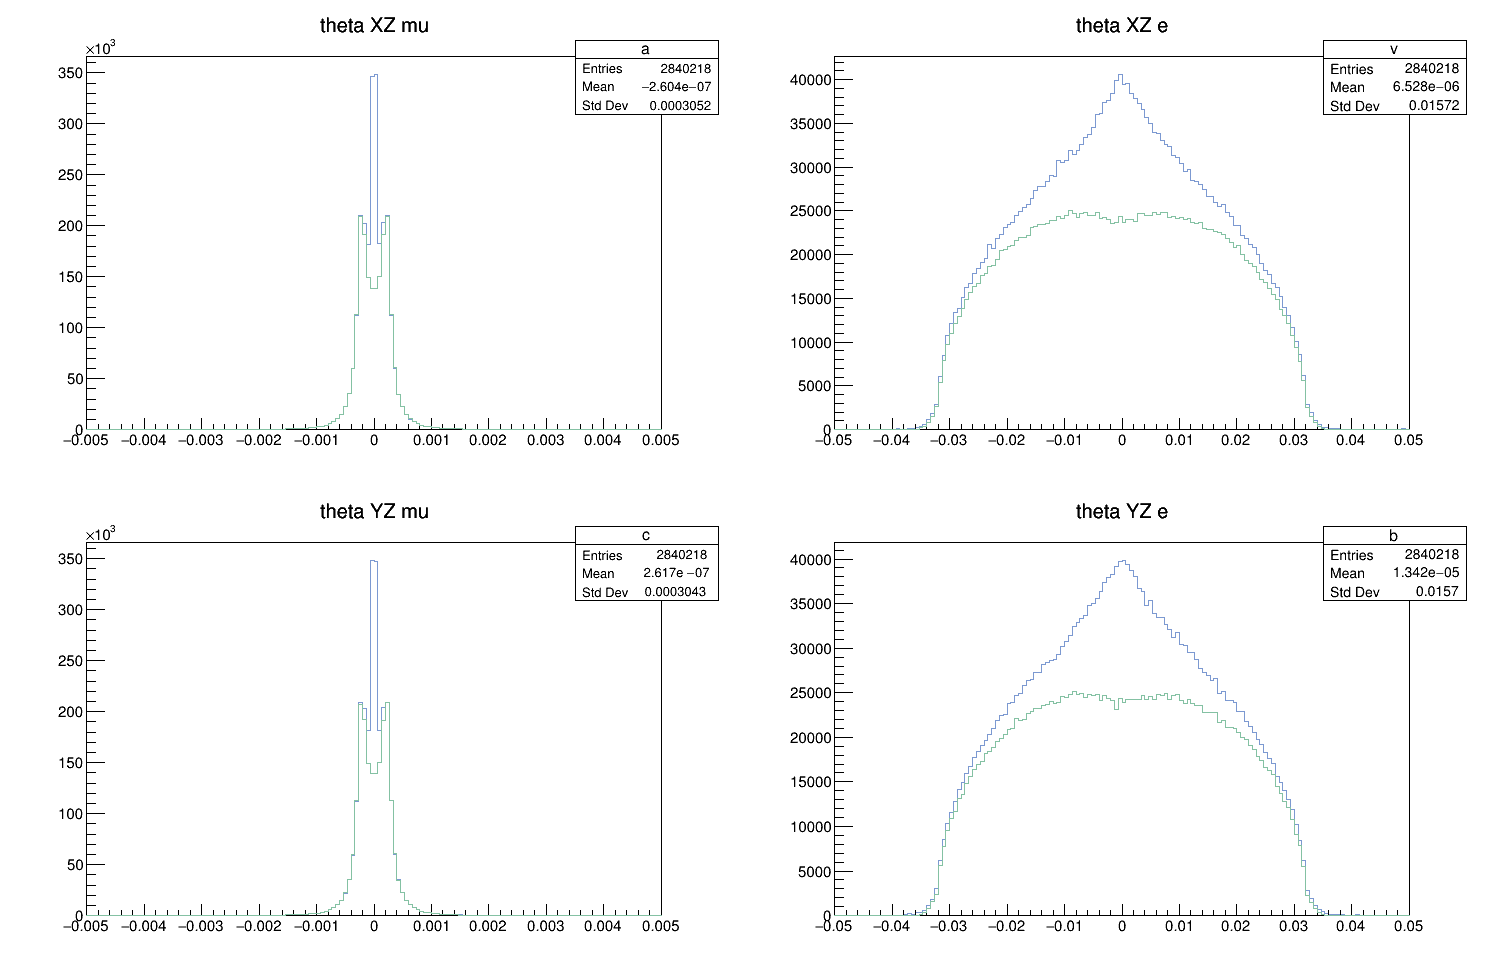 theta XZ mu
×10³
a
Entries 2840218
Mean −2.604e−07
Std Dev 0.0003052
350
300
250
200
150
100
50
0
−0.005 −0.004 −0.003 −0.002 −0.001 0 0.001 0.002 0.003 0.004 0.005
theta XZ e
v
Entries 2840218
Mean 6.528e−06
Std Dev 0.01572
40000
35000
30000
25000
20000
15000
10000
5000
0
−0.05 −0.04 −0.03 −0.02 −0.01 0 0.01 0.02 0.03 0.04 0.05
theta YZ mu
×10³
c
Entries 2840218
Mean 2.617e−07
Std Dev 0.0003043
350
300
250
200
150
100
50
0
−0.005 −0.004 −0.003 −0.002 −0.001 0 0.001 0.002 0.003 0.004 0.005
theta YZ e
b
Entries 2840218
Mean 1.342e−05
Std Dev 0.0157
40000
35000
30000
25000
20000
15000
10000
5000
0
−0.05 −0.04 −0.03 −0.02 −0.01 0 0.01 0.02 0.03 0.04 0.05